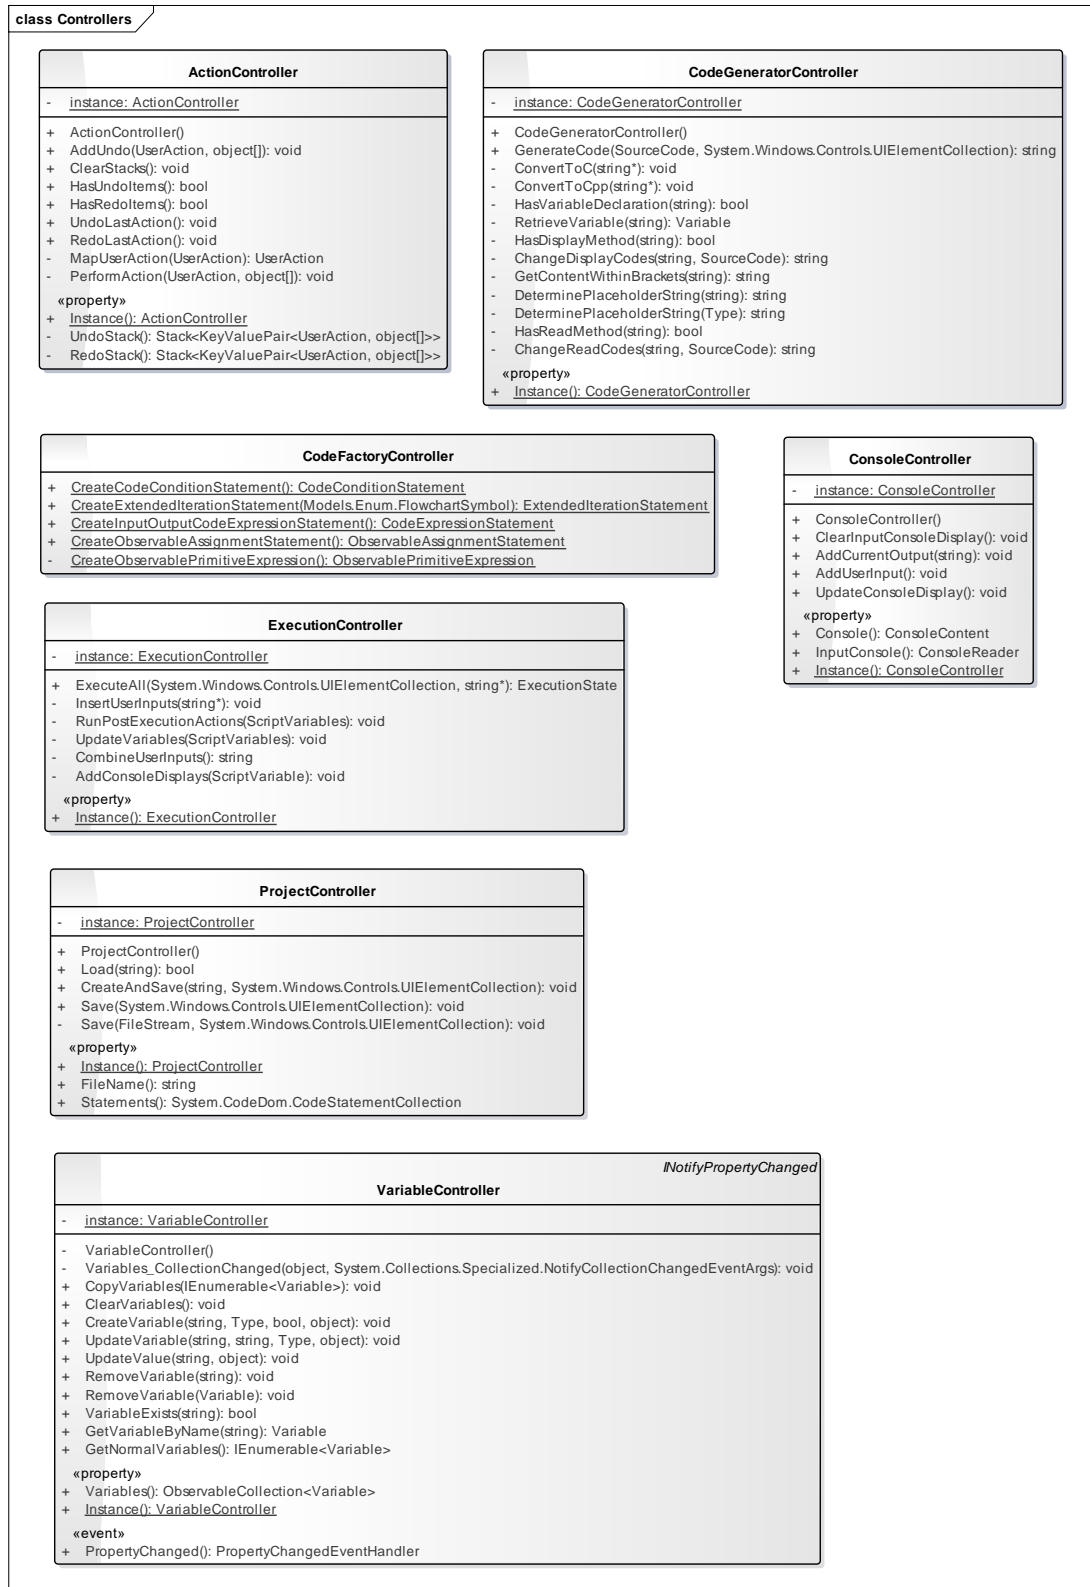 class Controllers
ActionController
- instance: ActionController
+ ActionController()
+ AddUndo(UserAction, object[]): void
+ ClearStacks(): void
+ HasUndoItems(): bool
+ HasRedoItems(): bool
+ UndoLastAction(): void
+ RedoLastAction(): void
- MapUserAction(UserAction): UserAction
- PerformAction(UserAction, object[]): void
«property»
+ Instance(): ActionController
- UndoStack(): Stack<KeyValuePair<UserAction, object[]>>
- RedoStack(): Stack<KeyValuePair<UserAction, object[]>>
CodeGeneratorController
- instance: CodeGeneratorController
+ CodeGeneratorController()
+ GenerateCode(SourceCode, System.Windows.Controls.UIElementCollection): string
- ConvertToC(string*): void
- ConvertToCpp(string*): void
- HasVariableDeclaration(string): bool
- RetrieveVariable(string): Variable
- HasDisplayMethod(string): bool
- ChangeDisplayCodes(string, SourceCode): string
- GetContentWithinBrackets(string): string
- DeterminePlaceholderString(string): string
- DeterminePlaceholderString(Type): string
- HasReadMethod(string): bool
- ChangeReadCodes(string, SourceCode): string
«property»
+ Instance(): CodeGeneratorController
CodeFactoryController
+ CreateCodeConditionStatement(): CodeConditionStatement
+ CreateExtendedIterationStatement(Models.Enum.FlowchartSymbol): ExtendedIterationStatement
+ CreateInputOutputCodeExpressionStatement(): CodeExpressionStatement
+ CreateObservableAssignmentStatement(): ObservableAssignmentStatement
- CreateObservablePrimitiveExpression(): ObservablePrimitiveExpression
ConsoleController
- instance: ConsoleController
+ ConsoleController()
+ ClearInputConsoleDisplay(): void
+ AddCurrentOutput(string): void
+ AddUserInput(): void
+ UpdateConsoleDisplay(): void
«property»
+ Console(): ConsoleContent
+ InputConsole(): ConsoleReader
+ Instance(): ConsoleController
ExecutionController
- instance: ExecutionController
+ ExecuteAll(System.Windows.Controls.UIElementCollection, string*): ExecutionState
- InsertUserInputs(string*): void
- RunPostExecutionActions(ScriptVariables): void
- UpdateVariables(ScriptVariables): void
- CombineUserInputs(): string
- AddConsoleDisplays(ScriptVariable): void
«property»
+ Instance(): ExecutionController
ProjectController
- instance: ProjectController
+ ProjectController()
+ Load(string): bool
+ CreateAndSave(string, System.Windows.Controls.UIElementCollection): void
+ Save(System.Windows.Controls.UIElementCollection): void
- Save(FileStream, System.Windows.Controls.UIElementCollection): void
«property»
+ Instance(): ProjectController
+ FileName(): string
+ Statements(): System.CodeDom.CodeStatementCollection
INotifyPropertyChanged
VariableController
- instance: VariableController
- VariableController()
- Variables_CollectionChanged(object, System.Collections.Specialized.NotifyCollectionChangedEventArgs): void
+ CopyVariables(IEnumerable<Variable>): void
+ ClearVariables(): void
+ CreateVariable(string, Type, bool, object): void
+ UpdateVariable(string, string, Type, object): void
+ UpdateValue(string, object): void
+ RemoveVariable(string): void
+ RemoveVariable(Variable): void
+ VariableExists(string): bool
+ GetVariableByName(string): Variable
+ GetNormalVariables(): IEnumerable<Variable>
«property»
+ Variables(): ObservableCollection<Variable>
+ Instance(): VariableController
«event»
+ PropertyChanged(): PropertyChangedEventHandler